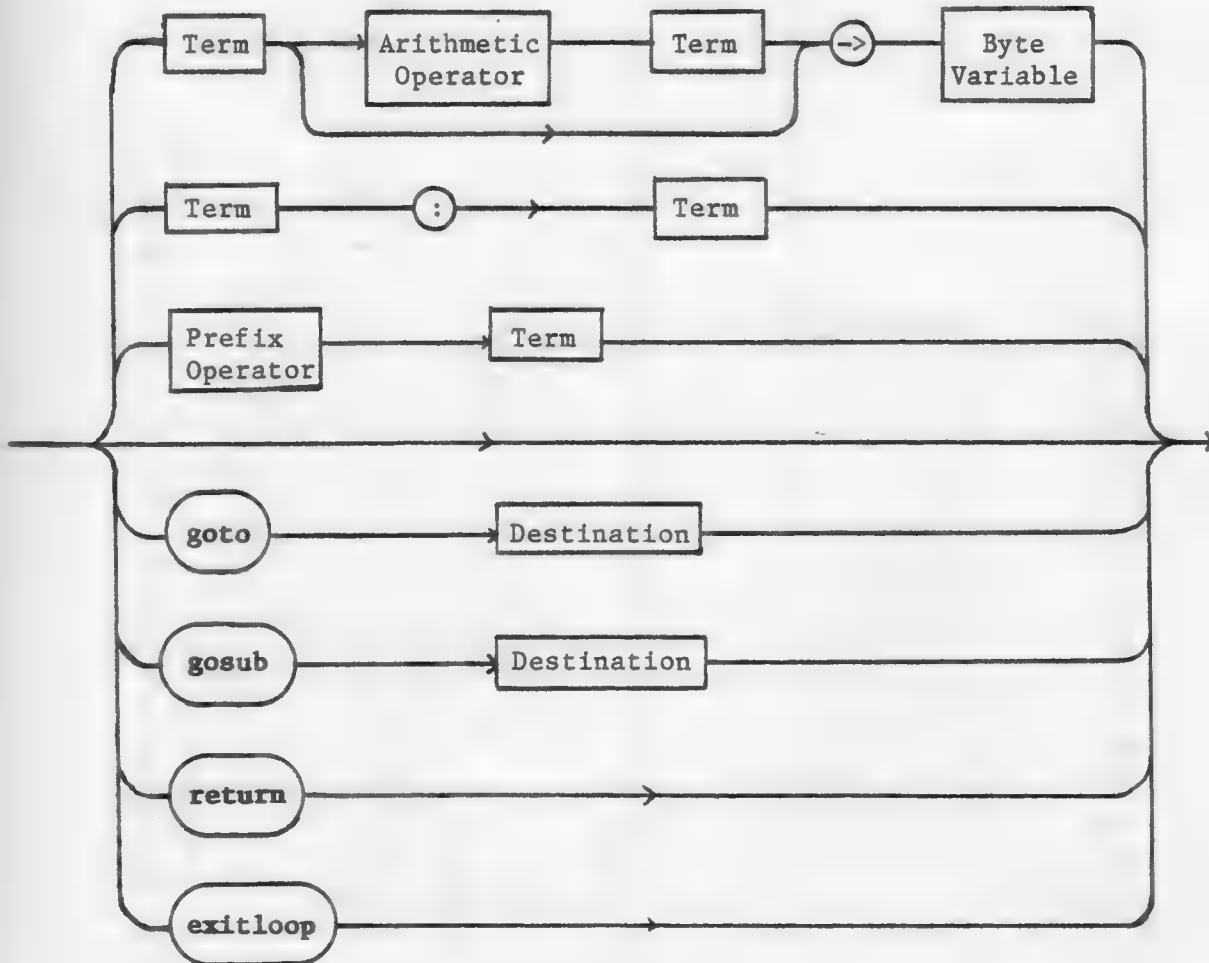 Term
Arithmetic
Operator
Term
->
Byte
Variable
Term
:
Term
Prefix
Operator
Term
goto
Destination
gosub
Destination
return
exitloop